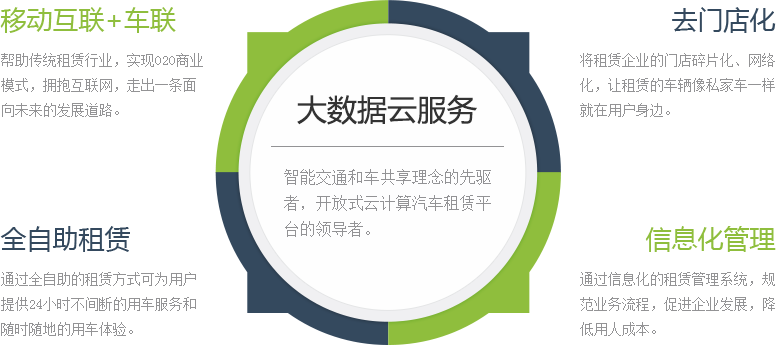 移动互联+车联
帮助传统租赁行业，实现O2O商业
模式，拥抱互联网，走出一条面
向未来的发展道路。
去门店化
将租赁企业的门店碎片化、网络
化，让租赁的车辆像私家车一样
就在用户身边。
大数据云服务
智能交通和车共享理念的先驱
者，开放式云计算汽车租赁平
台的领导者。
全自助租赁
通过全自助的租赁方式可为用户
提供24小时不间断的用车服务和
随时随地的用车体验。
信息化管理
通过信息化的租赁管理系统，规
范业务流程，促进企业发展，降
低用人成本。